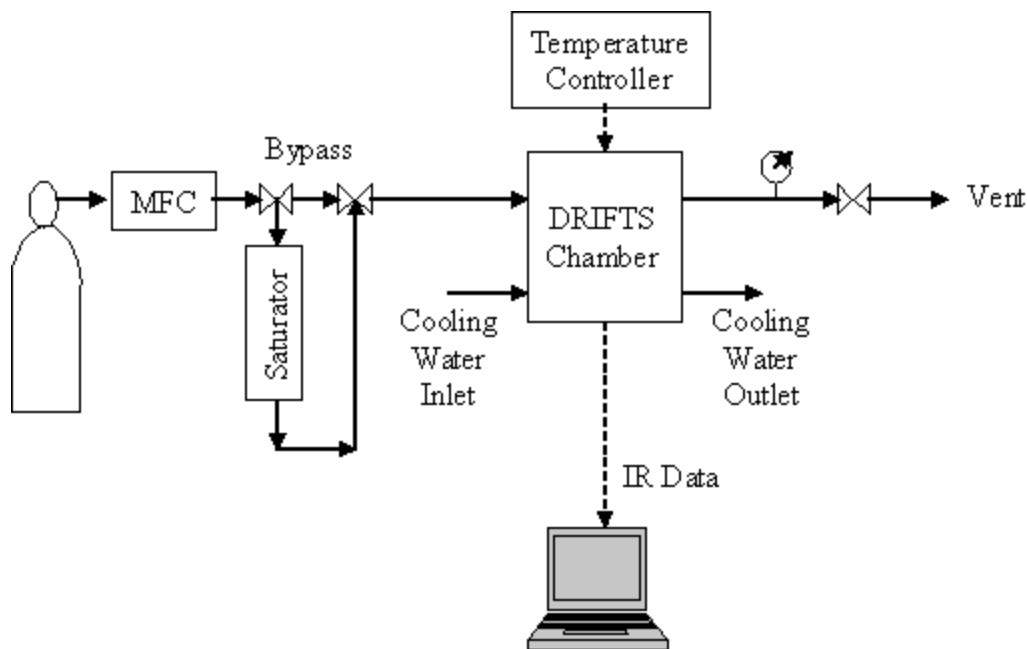 Temperature
Controller
Bypass
MFC
DRIFTS
Chamber
Vent
Saturator
Cooling
Water
Inlet
Cooling
Water
Outlet
IR Data